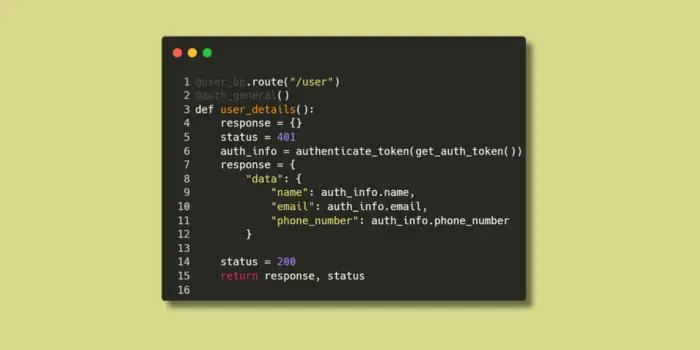 1 @user_bp.route("/user")
2 @auth_general()
3 def user_details():
4     response = {}
5     status = 401
6     auth_info = authenticate_token(get_auth_token())
7     response = {
8         "data": {
9             "name": auth_info.name,
10             "email": auth_info.email,
11             "phone_number": auth_info.phone_number
12         }
13
14     status = 200
15     return response, status
16